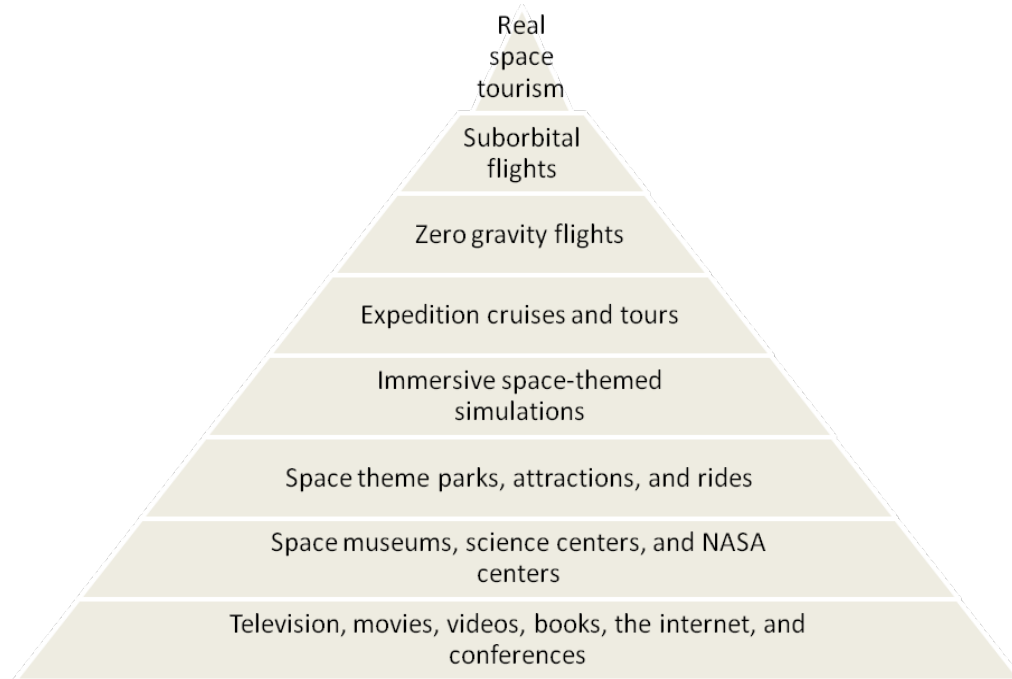 Real
space
tourism
Suborbital
flights
Zero gravity flights
Expedition cruises and tours
Immersive space-themed
simulations
Space theme parks, attractions, and rides
Space museums, science centers, and NASA
centers
Television, movies, videos, books, the internet, and
conferences